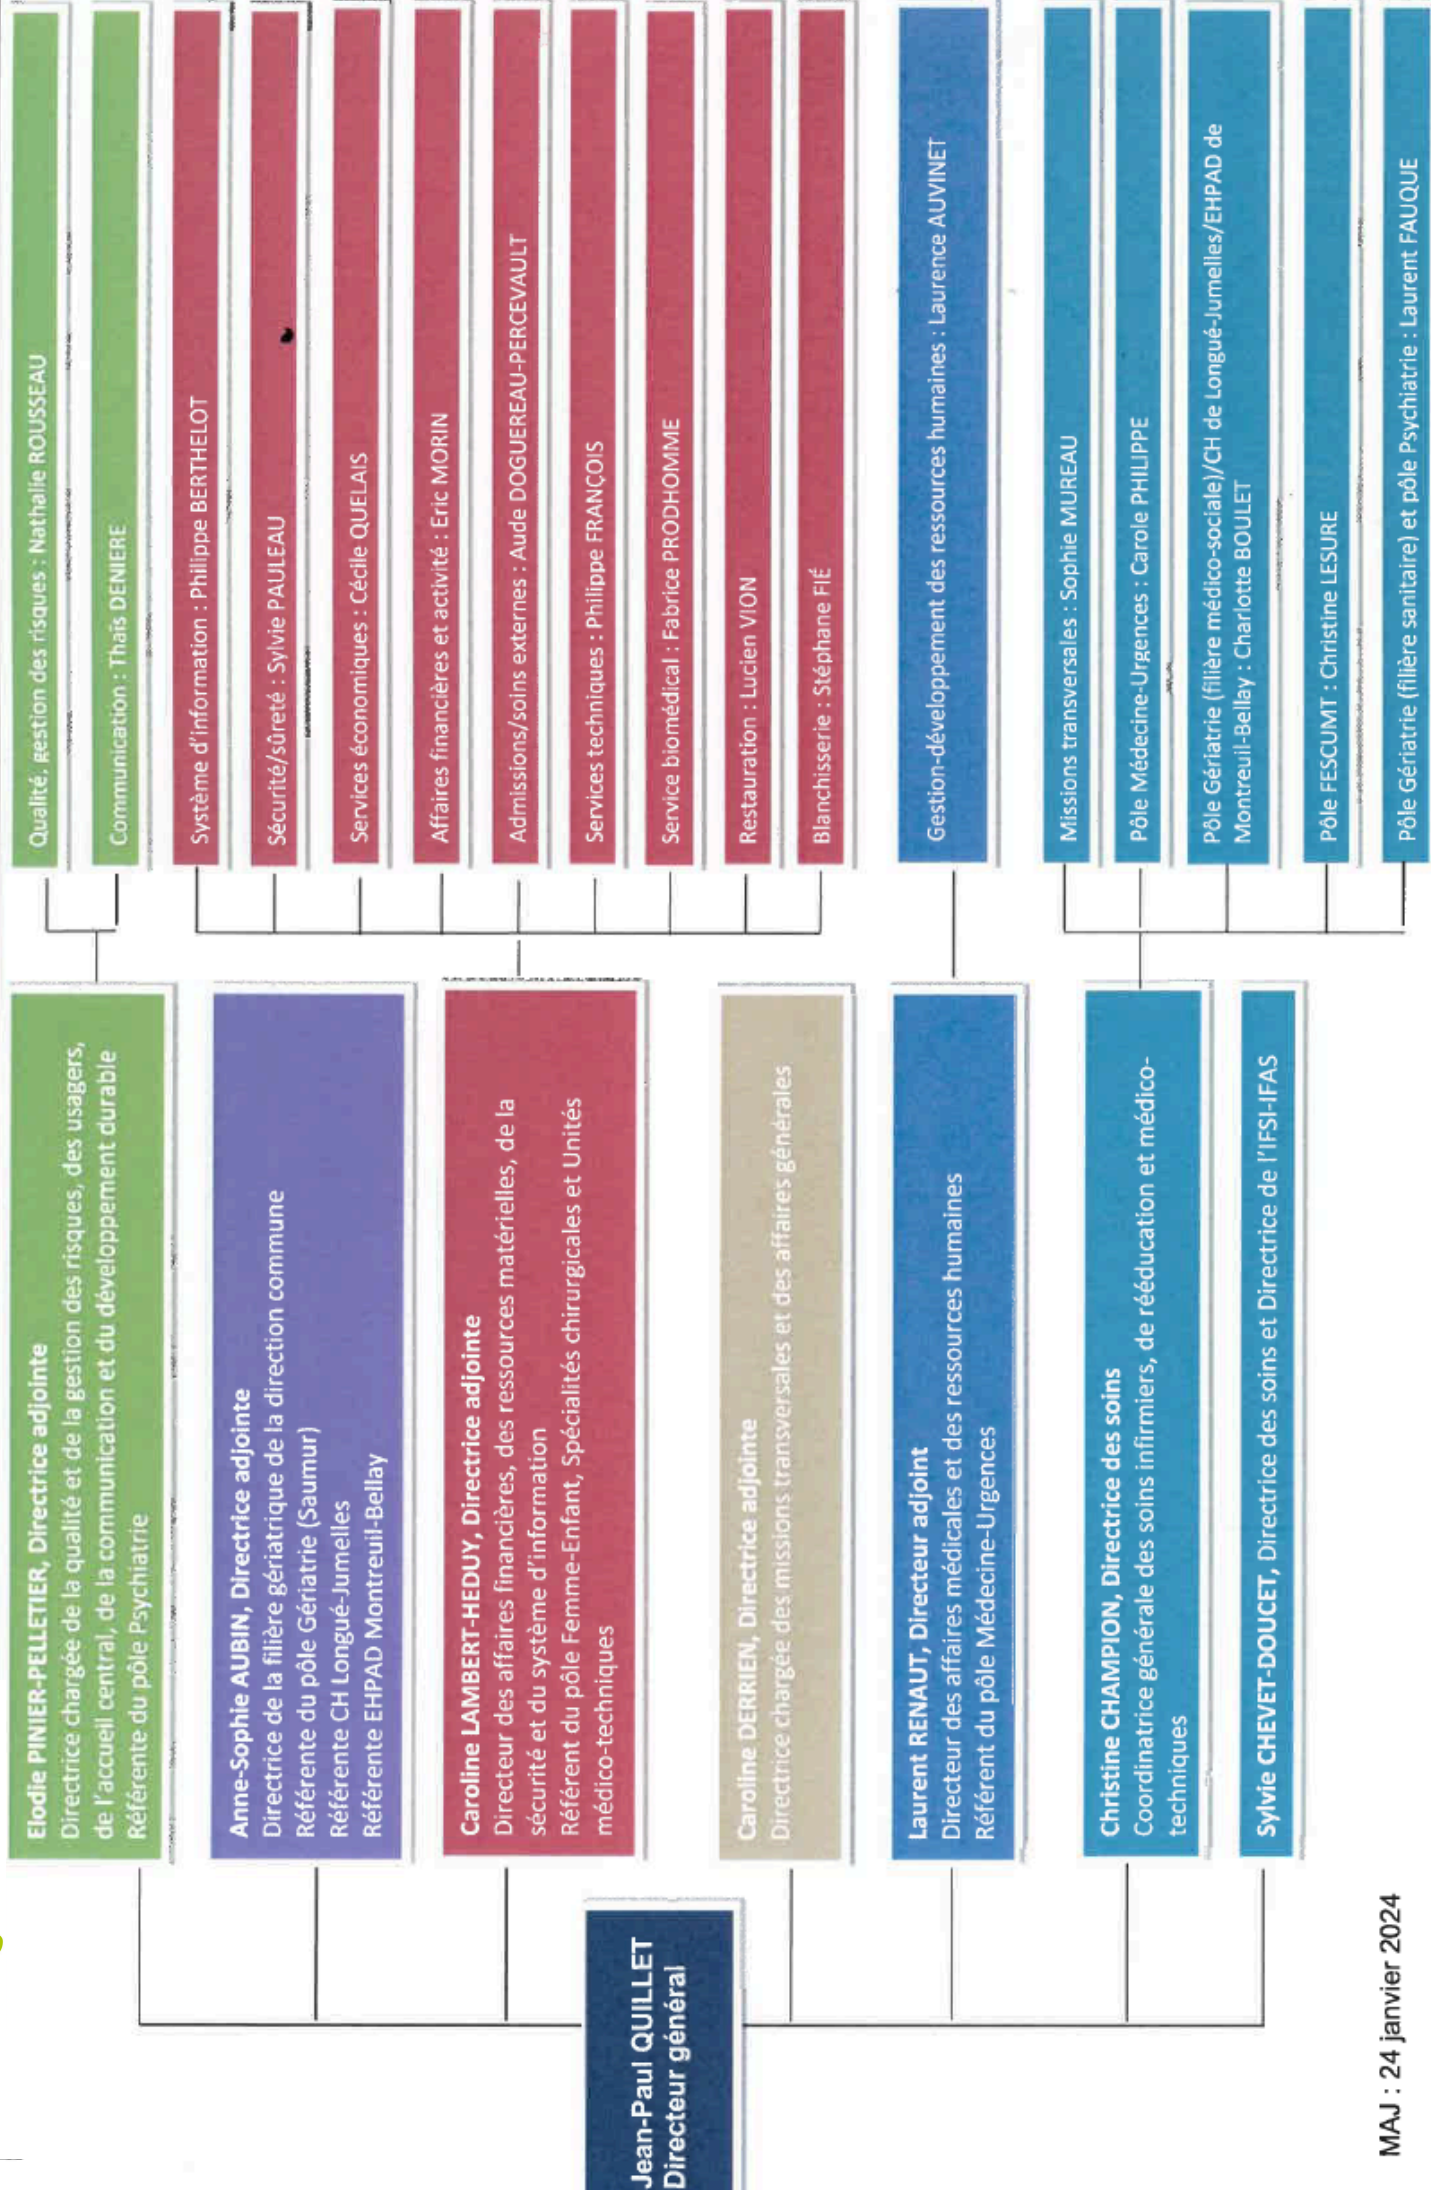 Jean-Paul QUILLET
Directeur général
Elodie PINIER-PELLETIER, Directrice adjointe
Directrice chargée de la qualité et de la gestion des risques, des usagers,
de l'accueil central, de la communication et du développement durable
Référente du pôle Psychiatrie
Anne-Sophie AUBIN, Directrice adjointe
Directrice de la filière gériatrique de la direction commune
Référente du pôle Gériatrie (Saumur)
Référente CH Longué-Jumelles
Référente EHPAD Montreuil-Bellay
Caroline LAMBERT-HEDUY, Directrice adjointe
Directeur des affaires financières, des ressources matérielles, de la
sécurité et du système d'information
Référent du pôle Femme-Enfant, Spécialités chirurgicales et Unités
médico-techniques
Caroline DERRIEN, Directrice adjointe
Directrice chargée des missions transversales et des affaires générales
Laurent RENAUT, Directeur adjoint
Directeur des affaires médicales et des ressources humaines
Référent du pôle Médecine-Urgences
Christine CHAMPION, Directrice des soins
Coordinatrice générale des soins infirmiers, de rééducation et médico-
techniques
Sylvie CHEVET-DOUCET, Directrice des soins et Directrice de l'IFSI-IFAS
Qualité, gestion des risques : Nathalie ROUSSEAU
Communication : Thaïs DENIERE
Système d'information : Philippe BERTHELOT
Sécurité/sûreté : Sylvie PAULEAU
Services économiques : Cécile QUELAIS
Affaires financières et activité : Eric MORIN
Admissions/soins externes : Aude DOGUEREAU-PERCEVAULT
Services techniques : Philippe FRANÇOIS
Service biomédical : Fabrice PRODHOMME
Restauration : Lucien VION
Blanchisserie : Stéphane FIÉ
Gestion-développement des ressources humaines : Laurence AUVINET
Missions transversales : Sophie MUREAU
Pôle Médecine-Urgences : Carole PHILIPPE
Pôle Gériatrie (filière médico-sociale)/CH de Longué-Jumelles/EHPAD de
Montreuil-Bellay : Charlotte BOULET
Pôle FESCUMT : Christine LESURE
Pôle Gériatrie (filière sanitaire) et pôle Psychiatrie : Laurent FAUQUE
MAJ : 24 janvier 2024